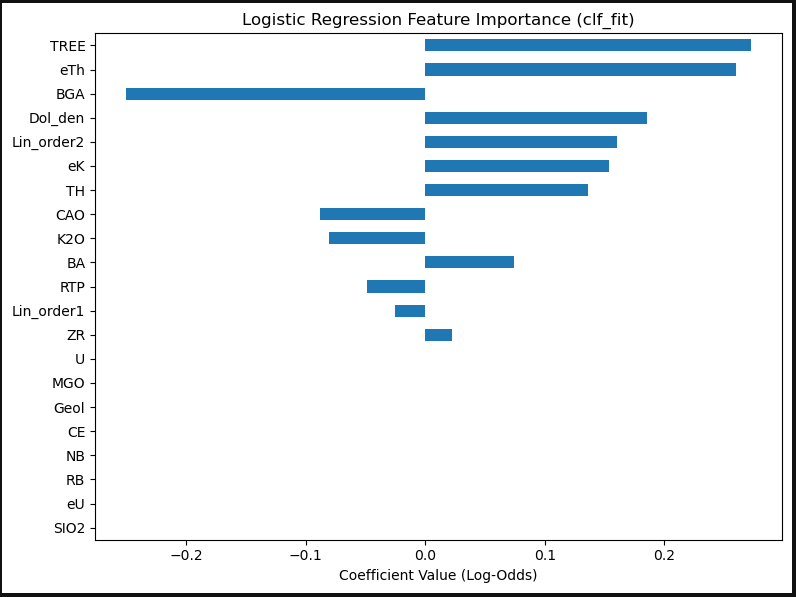 Logistic Regression Feature Importance (clf_fit)
TREE
eTh
BGA
Dol_den
Lin_order2
eK
TH
CAO
K2O
BA
RTP
Lin_order1
ZR
U
MGO
Geol
CE
NB
RB
eU
SIO2
−0.2 −0.1 0.0 0.1 0.2
Coefficient Value (Log-Odds)